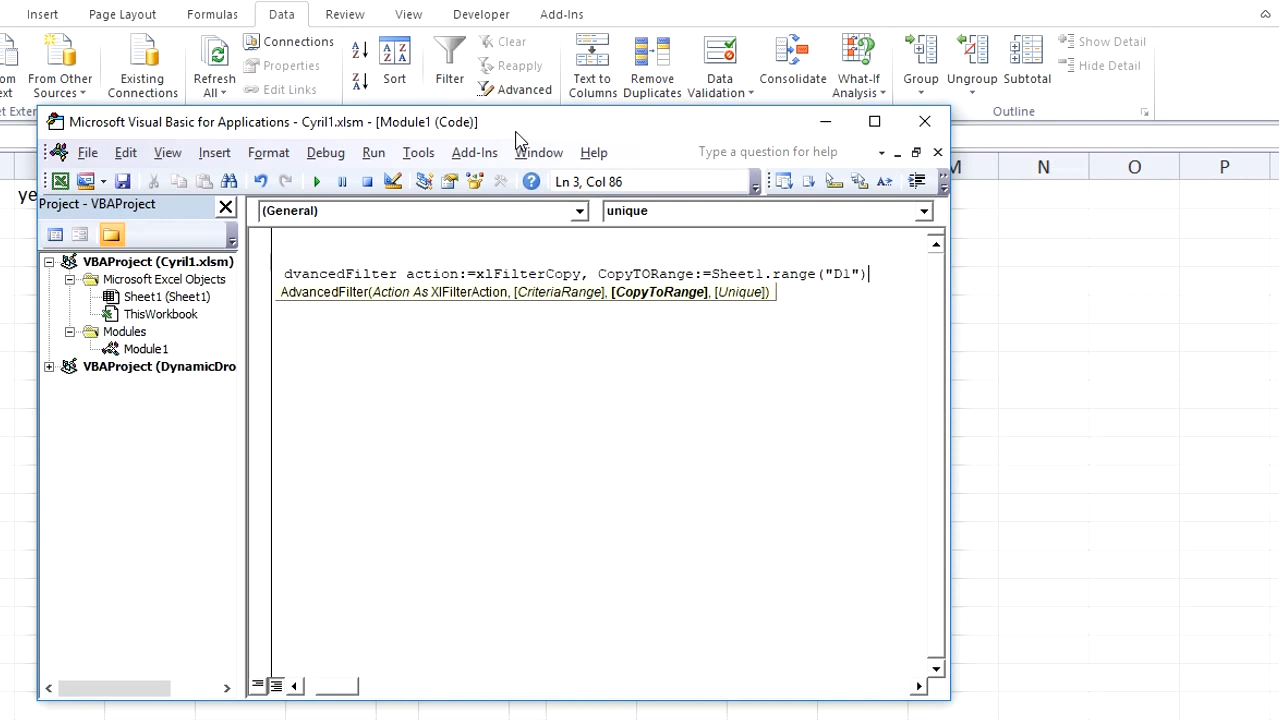 Insert Page Layout Formulas Data Review View Developer Add-Ins
Connections Clear Show Detail
Properties Reapply Hide Detail
From Other Sources Existing Connections Refresh All Edit Links Sort Filter Advanced Text to Columns Remove Duplicates Data Validation Consolidate What-If Analysis Group Ungroup Subtotal
Outline
Microsoft Visual Basic for Applications - Cyril1.xlsm - [Module1 (Code)]
File Edit View Insert Format Debug Run Tools Add-Ins Window Help Type a question for help
N O P
Ln 3, Col 86
Project - VBAProject
(General) unique
VBAProject (Cyril1.xlsm)
Microsoft Excel Objects
Sheet1 (Sheet1)
ThisWorkbook
Modules
Module1
VBAProject (DynamicDro
dvancedFilter action:=xlFilterCopy, CopyTORange:=Sheet1.range("D1")
AdvancedFilter(Action As XlFilterAction, [CriteriaRange], [CopyToRange], [Unique])